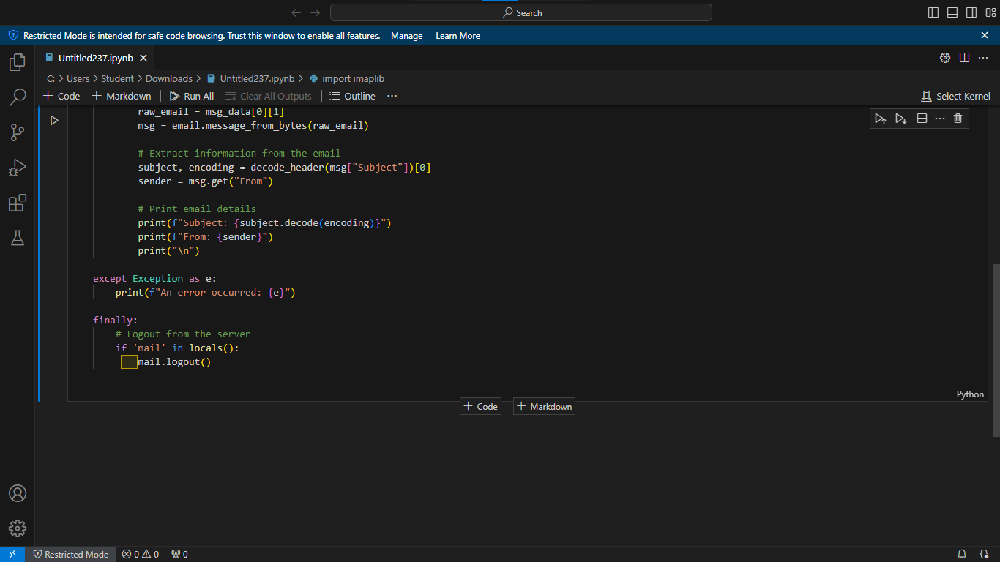 Search
Restricted Mode is intended for safe code browsing. Trust this window to enable all features. Manage Learn More
Untitled237.ipynb
C: > Users > Student > Downloads > Untitled237.ipynb > import imaplib
+ Code + Markdown | Run All Clear All Outputs | Outline ··· Select Kernel
raw_email = msg_data[0][1]
msg = email.message_from_bytes(raw_email)
# Extract information from the email
subject, encoding = decode_header(msg["Subject"])[0]
sender = msg.get("From")
# Print email details
print(f"Subject: {subject.decode(encoding)}")
print(f"From: {sender}")
print("\n")
except Exception as e:
print(f"An error occurred: {e}")
finally:
# Logout from the server
if 'mail' in locals():
mail.logout()
Python
+ Code + Markdown
Restricted Mode 0 0 0